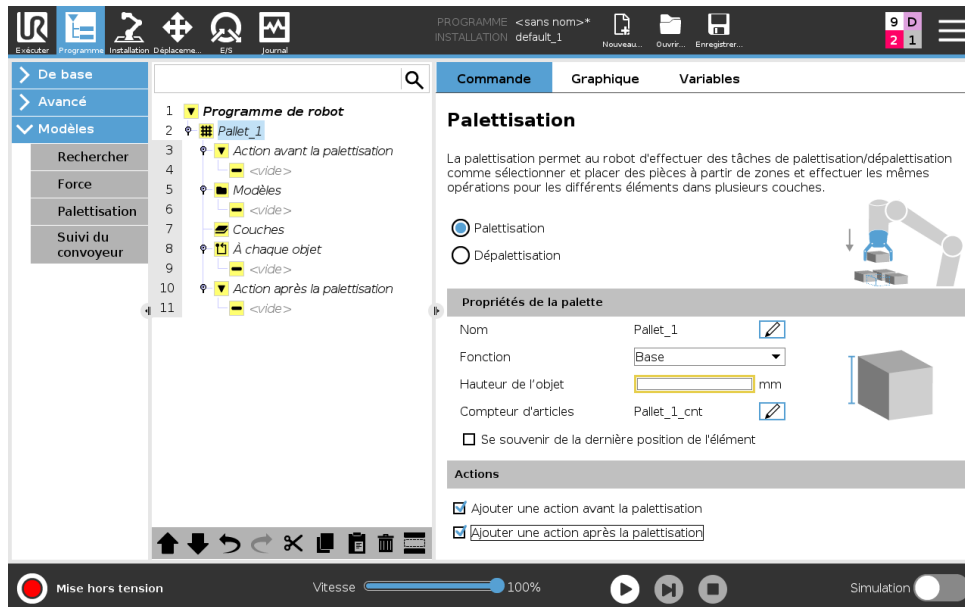 UR
PROGRAMME <sans nom>*
INSTALLATION default_1
Exécuter
Programme
Installation
Déplaceme...
E/S
Journal
Nouveau...
Ouvrir...
Enregistrer...
9 D
2 1
De base
Avancé
Modèles
Rechercher
Force
Palettisation
Suivi du
convoyeur
1 Programme de robot
2 Pallet_1
3 Action avant la palettisation
4 <vide>
5 Modèles
6 <vide>
7 Couches
8 À chaque objet
9 <vide>
10 Action après la palettisation
11 <vide>
Commande Graphique Variables
Palettisation
La palettisation permet au robot d'effectuer des tâches de palettisation/dépalettisation
comme sélectionner et placer des pièces à partir de zones et effectuer les mêmes
opérations pour les différents éléments dans plusieurs couches.
Palettisation
Dépalettisation
Propriétés de la palette
Nom Pallet_1
Fonction Base
Hauteur de l'objet mm
Compteur d'articles Pallet_1_cnt
Se souvenir de la dernière position de l'élément
Actions
Ajouter une action avant la palettisation
Ajouter une action après la palettisation
Mise hors tension
Vitesse 100%
Simulation